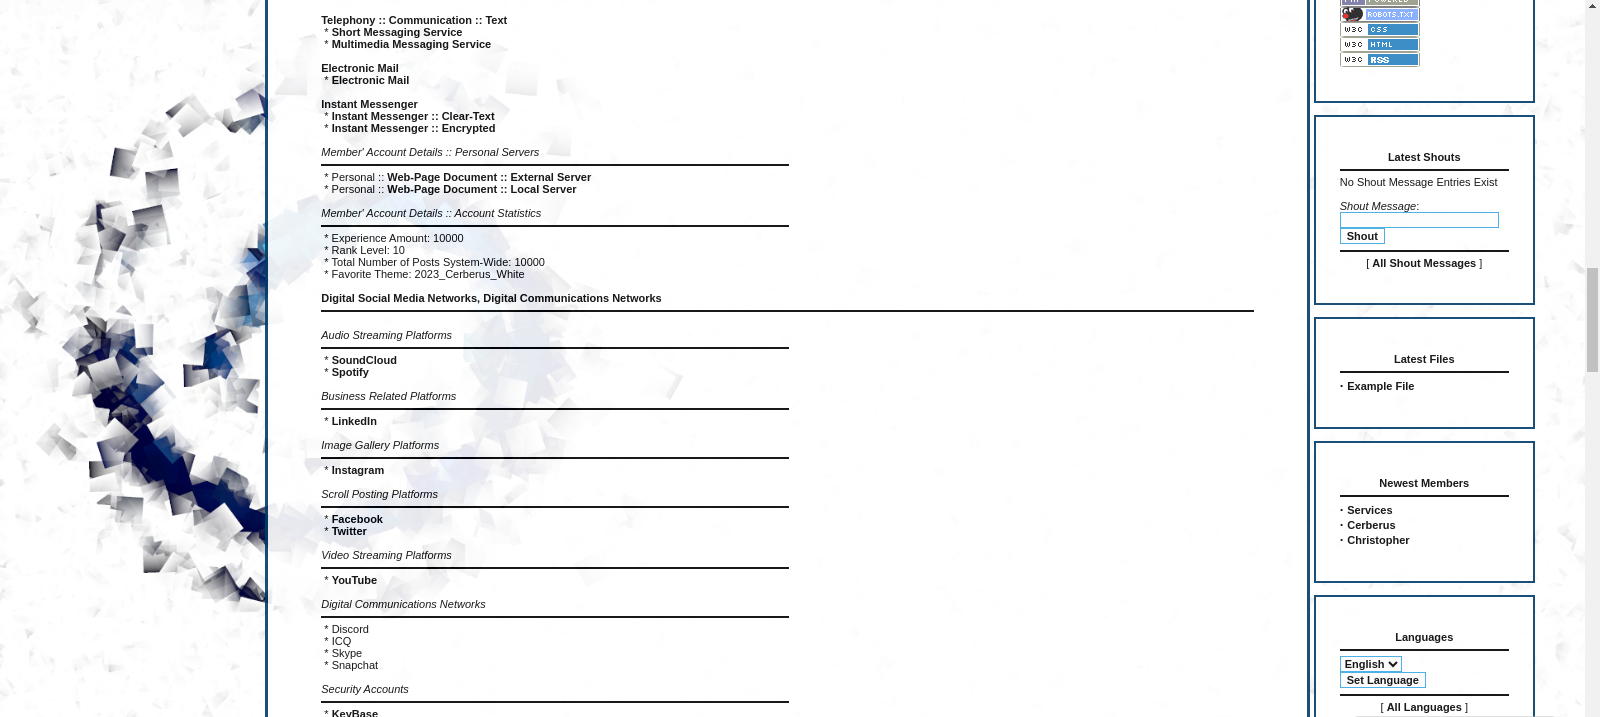 Telephony :: Communication :: Text
* Short Messaging Service
* Multimedia Messaging Service
Electronic Mail
* Electronic Mail
Instant Messenger
* Instant Messenger :: Clear-Text
* Instant Messenger :: Encrypted
Member' Account Details :: Personal Servers
* Personal :: Web-Page Document :: External Server
* Personal :: Web-Page Document :: Local Server
Member' Account Details :: Account Statistics
* Experience Amount: 10000
* Rank Level: 10
* Total Number of Posts System-Wide: 10000
* Favorite Theme: 2023_Cerberus_White
Digital Social Media Networks, Digital Communications Networks
Audio Streaming Platforms
* SoundCloud
* Spotify
Business Related Platforms
* LinkedIn
Image Gallery Platforms
* Instagram
Scroll Posting Platforms
* Facebook
* Twitter
Video Streaming Platforms
* YouTube
Digital Communications Networks
* Discord
* ICQ
* Skype
* Snapchat
Security Accounts
* KeyBase
ROBOTS.TXT
W3C CSS
W3C HTML
W3C RSS
Latest Shouts
No Shout Message Entries Exist
Shout Message:
Shout
[ All Shout Messages ]
Latest Files
· Example File
Newest Members
· Services
· Cerberus
· Christopher
Languages
English
Set Language
[ All Languages ]